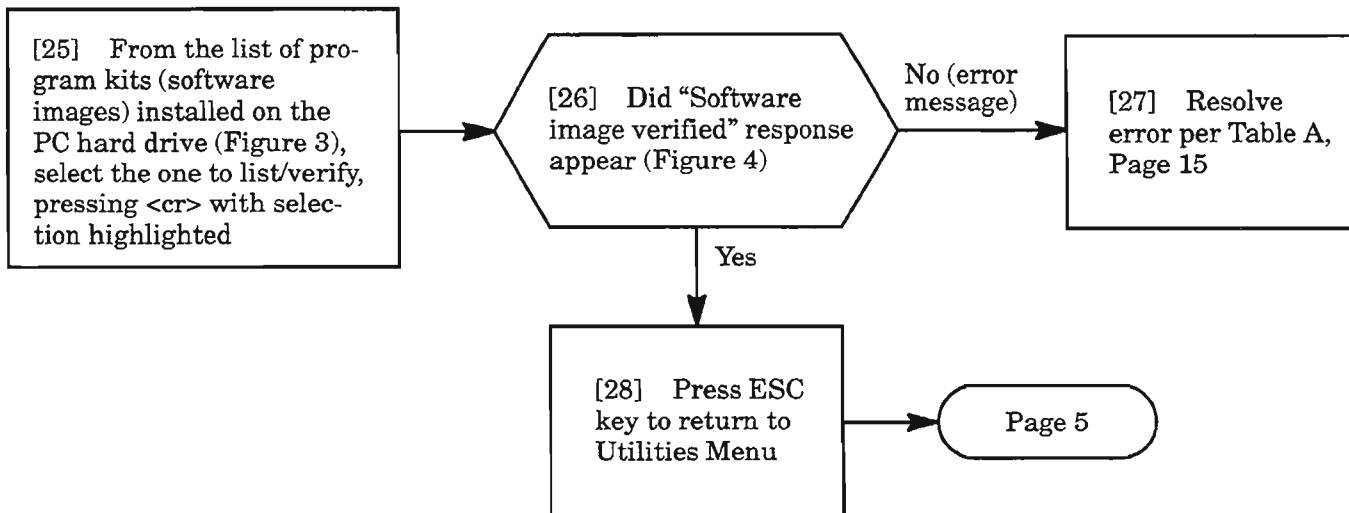 [25] From the list of pro-
gram kits (software
images) installed on the
PC hard drive (Figure 3),
select the one to list/verify,
pressing <cr> with selec-
tion highlighted
[26] Did "Software
image verified" response
appear (Figure 4)
No (error
message)
[27] Resolve
error per Table A,
Page 15
Yes
[28] Press ESC
key to return to
Utilities Menu
Page 5